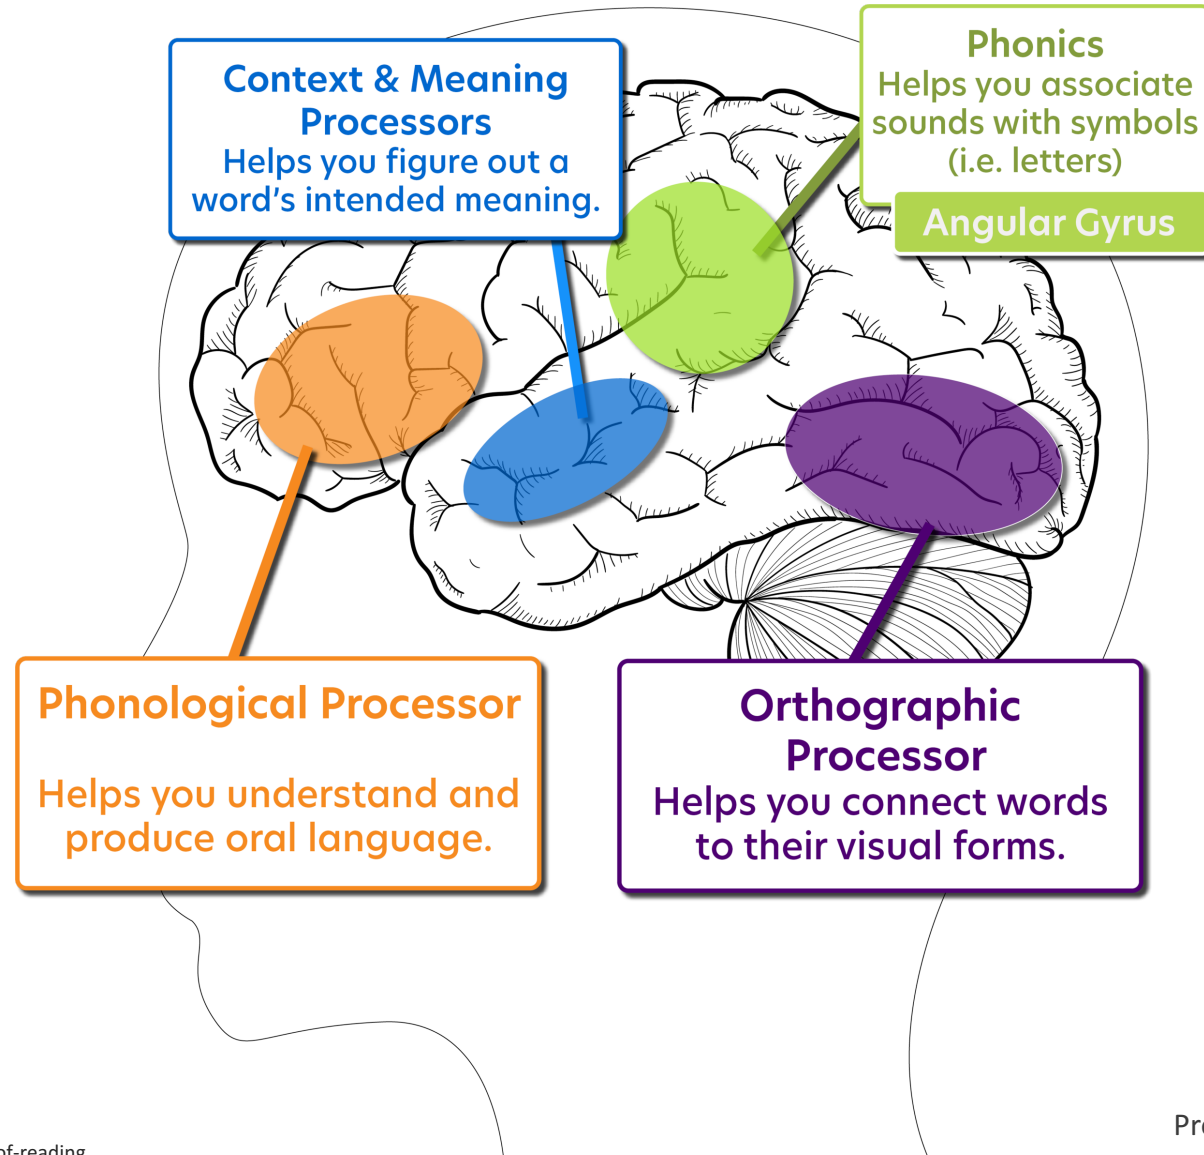 Context & Meaning
Processors
Helps you figure out a
word's intended meaning.
Phonics
Helps you associate
sounds with symbols
(i.e. letters)
Angular Gyrus
Phonological Processor
Helps you understand and
produce oral language.
Orthographic
Processor
Helps you connect words
to their visual forms.